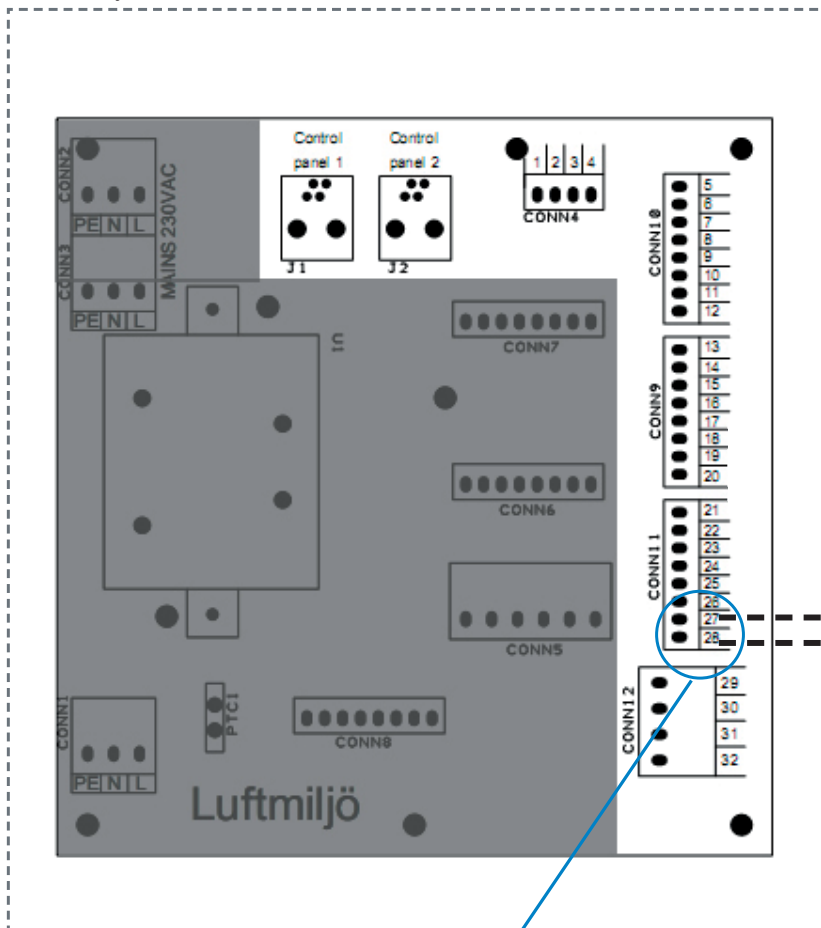 Control
panel 1
Control
panel 2
1 2 3 4
CONN4
J1
J2
CONN2
PE N L
MAINS 230VAC
CONN3
PE N L
U1
CONN7
CONN6
CONN5
CONN10
5
6
7
8
9
10
11
12
CONN9
13
14
15
16
17
18
19
20
CONN11
21
22
23
24
25
26
27
28
CONN12
29
30
31
32
CONN1
PE N L
PTC1
CONN8
Luftmiljö